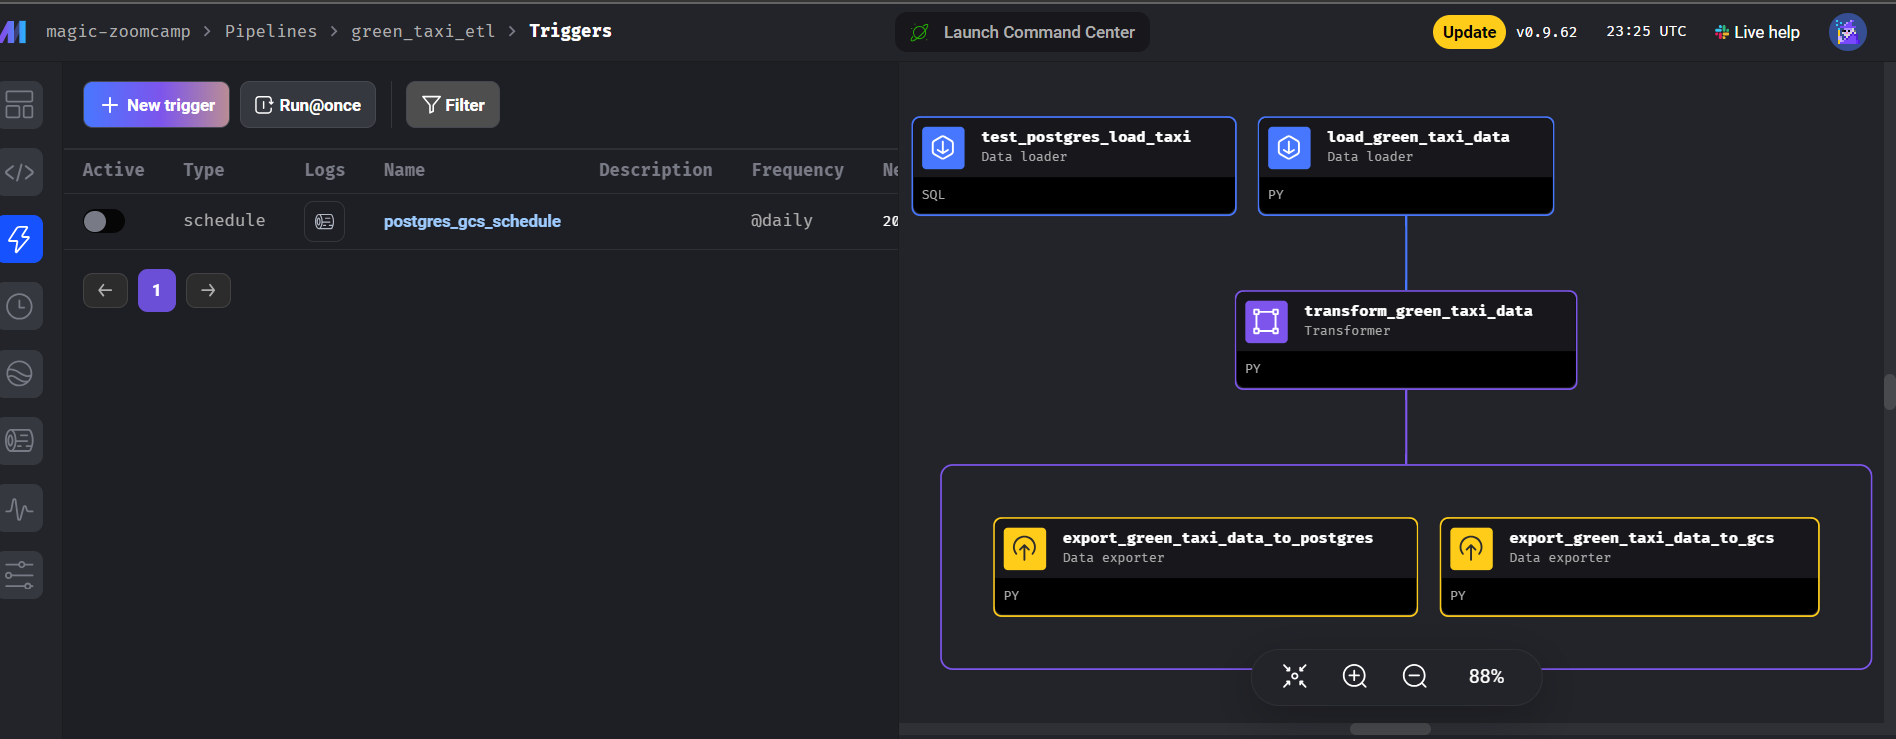 magic-zoomcamp > Pipelines > green_taxi_etl > Triggers
Launch Command Center
Update v0.9.62 23:25 UTC Live help
+ New trigger Run@once Filter
Active Type Logs Name Description Frequency Ne
schedule postgres_gcs_schedule @daily 20
← 1 →
test_postgres_load_taxi
Data loader
SQL
load_green_taxi_data
Data loader
PY
transform_green_taxi_data
Transformer
PY
export_green_taxi_data_to_postgres
Data exporter
PY
export_green_taxi_data_to_gcs
Data exporter
PY
88%